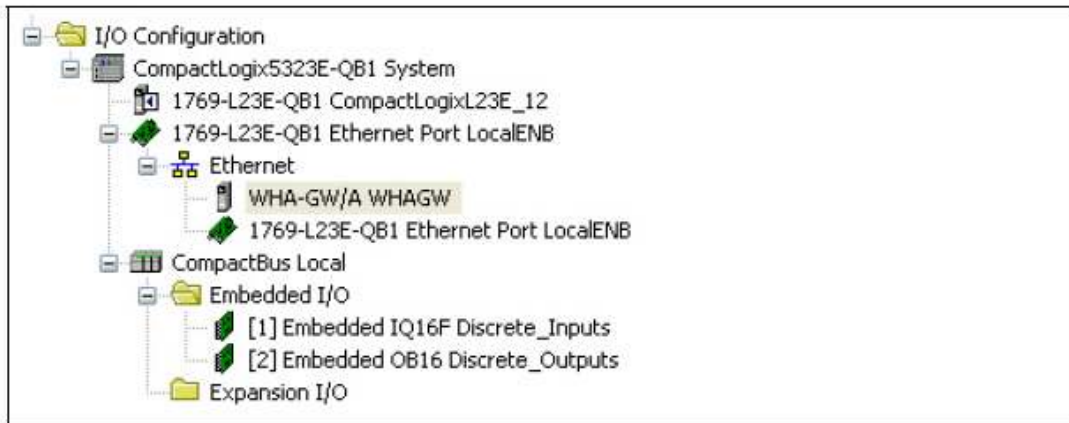 I/O Configuration
CompactLogix5323E-QB1 System
1769-L23E-QB1 CompactLogixL23E_12
1769-L23E-QB1 Ethernet Port LocalENB
Ethernet
WHA-GW/A WHAGW
1769-L23E-QB1 Ethernet Port LocalENB
CompactBus Local
Embedded I/O
[1] Embedded IQ16F Discrete_Inputs
[2] Embedded OB16 Discrete_Outputs
Expansion I/O